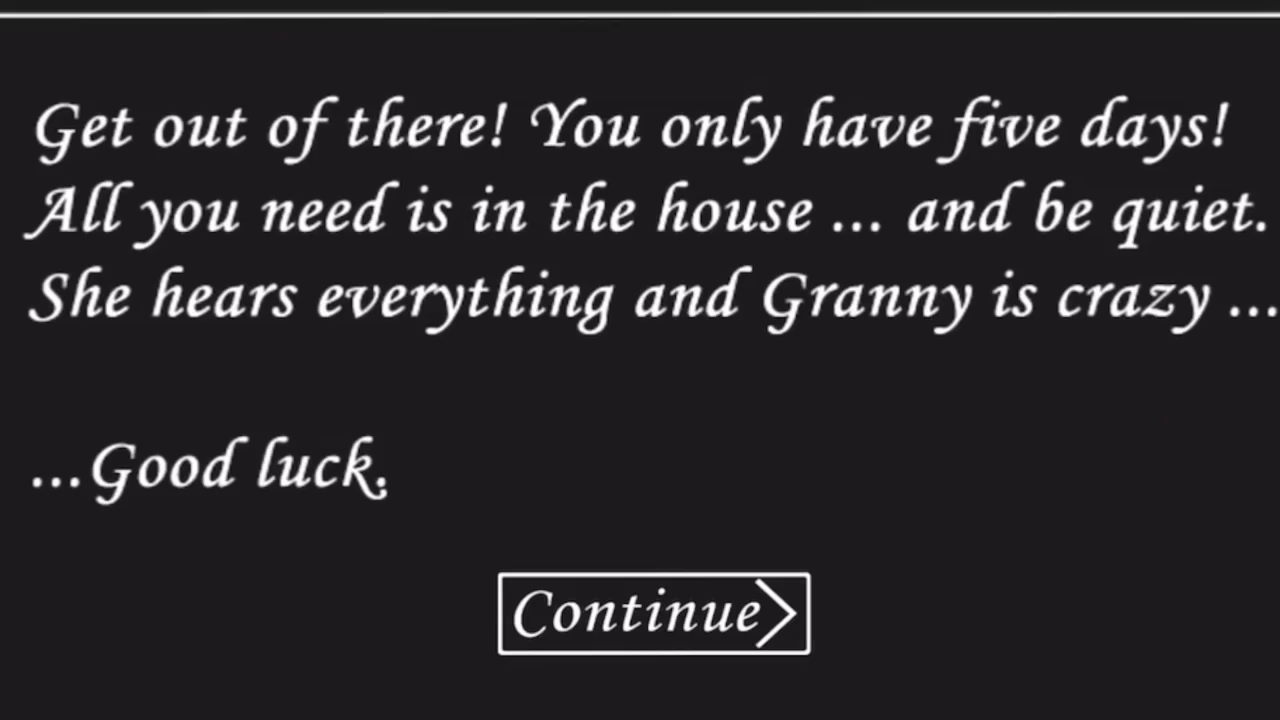 Get out of there! You only have five days!
All you need is in the house ... and be quiet.
She hears everything and Granny is crazy ...
...Good luck.
Continue